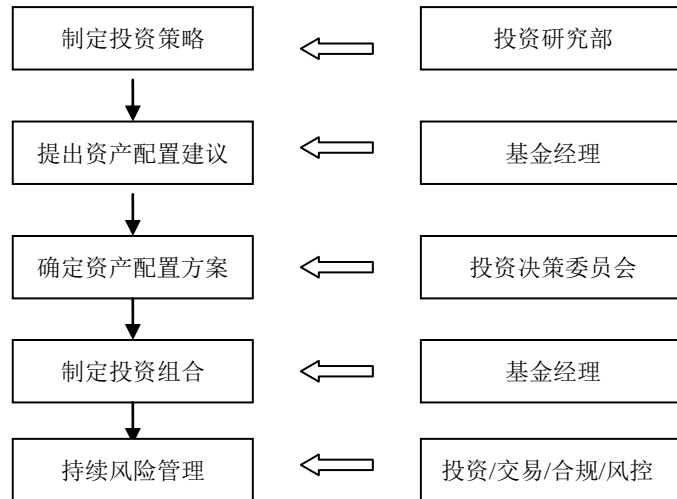 制定投资策略
投资研究部
提出资产配置建议
基金经理
确定资产配置方案
投资决策委员会
制定投资组合
基金经理
持续风险管理
投资/交易/合规/风控